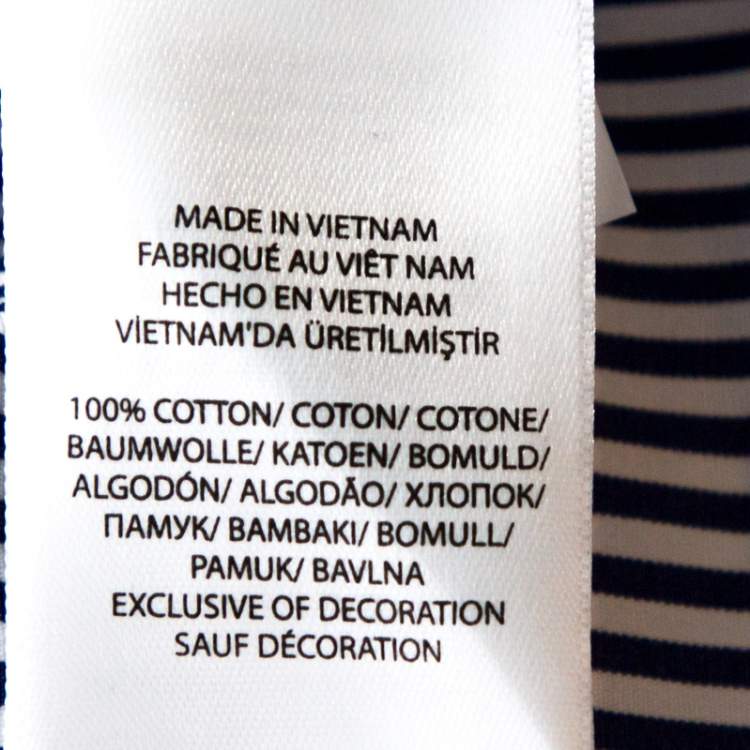 MADE IN VIETNAM
FABRIQUÉ AU VIÊT NAM
HECHO EN VIETNAM
VİETNAM'DA ÜRETİLMİŞTİR
100% COTTON/ COTON/ COTONE/
BAUMWOLLE/ KATOEN/ BOMULD/
ALGODÓN/ ALGODÃO/ ХЛОПОК/
ПАМУК/ BAMBAKI/ BOMULL/
PAMUK/ BAVLNA
EXCLUSIVE OF DECORATION
SAUF DÉCORATION